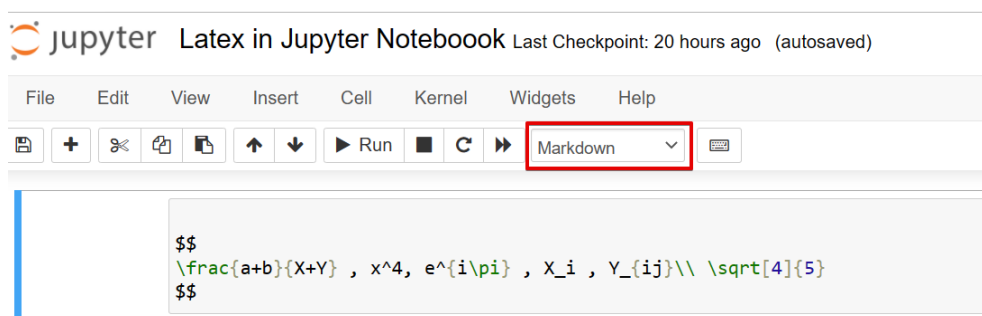 jupyter Latex in Jupyter Noteboook Last Checkpoint: 20 hours ago (autosaved)
File Edit View Insert Cell Kernel Widgets Help
Run Markdown
$$
\frac{a+b}{X+Y} , x^4, e^{i\pi} , X_i , Y_{ij}\\ \sqrt[4]{5}
$$